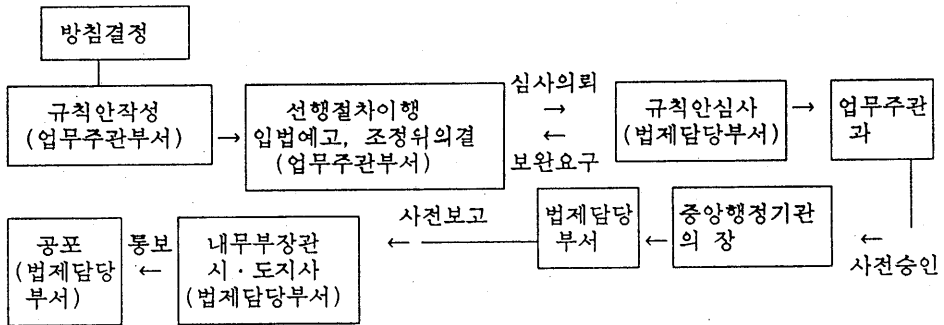 방침결정
규칙안작성
(업무주관부서)
→
선행절차이행
입법예고, 조정위의결
(업무주관부서)
심사의뢰
→
←
보완요구
규칙안심사
(법제담당부서)
→
업무주관
과
←
사전승인
중앙행정기관
의 장
←
법제담당
부서
사전보고
←
내무부장관
시·도지사
(법제담당부서)
통보
←
공포
(법제담당
부서)